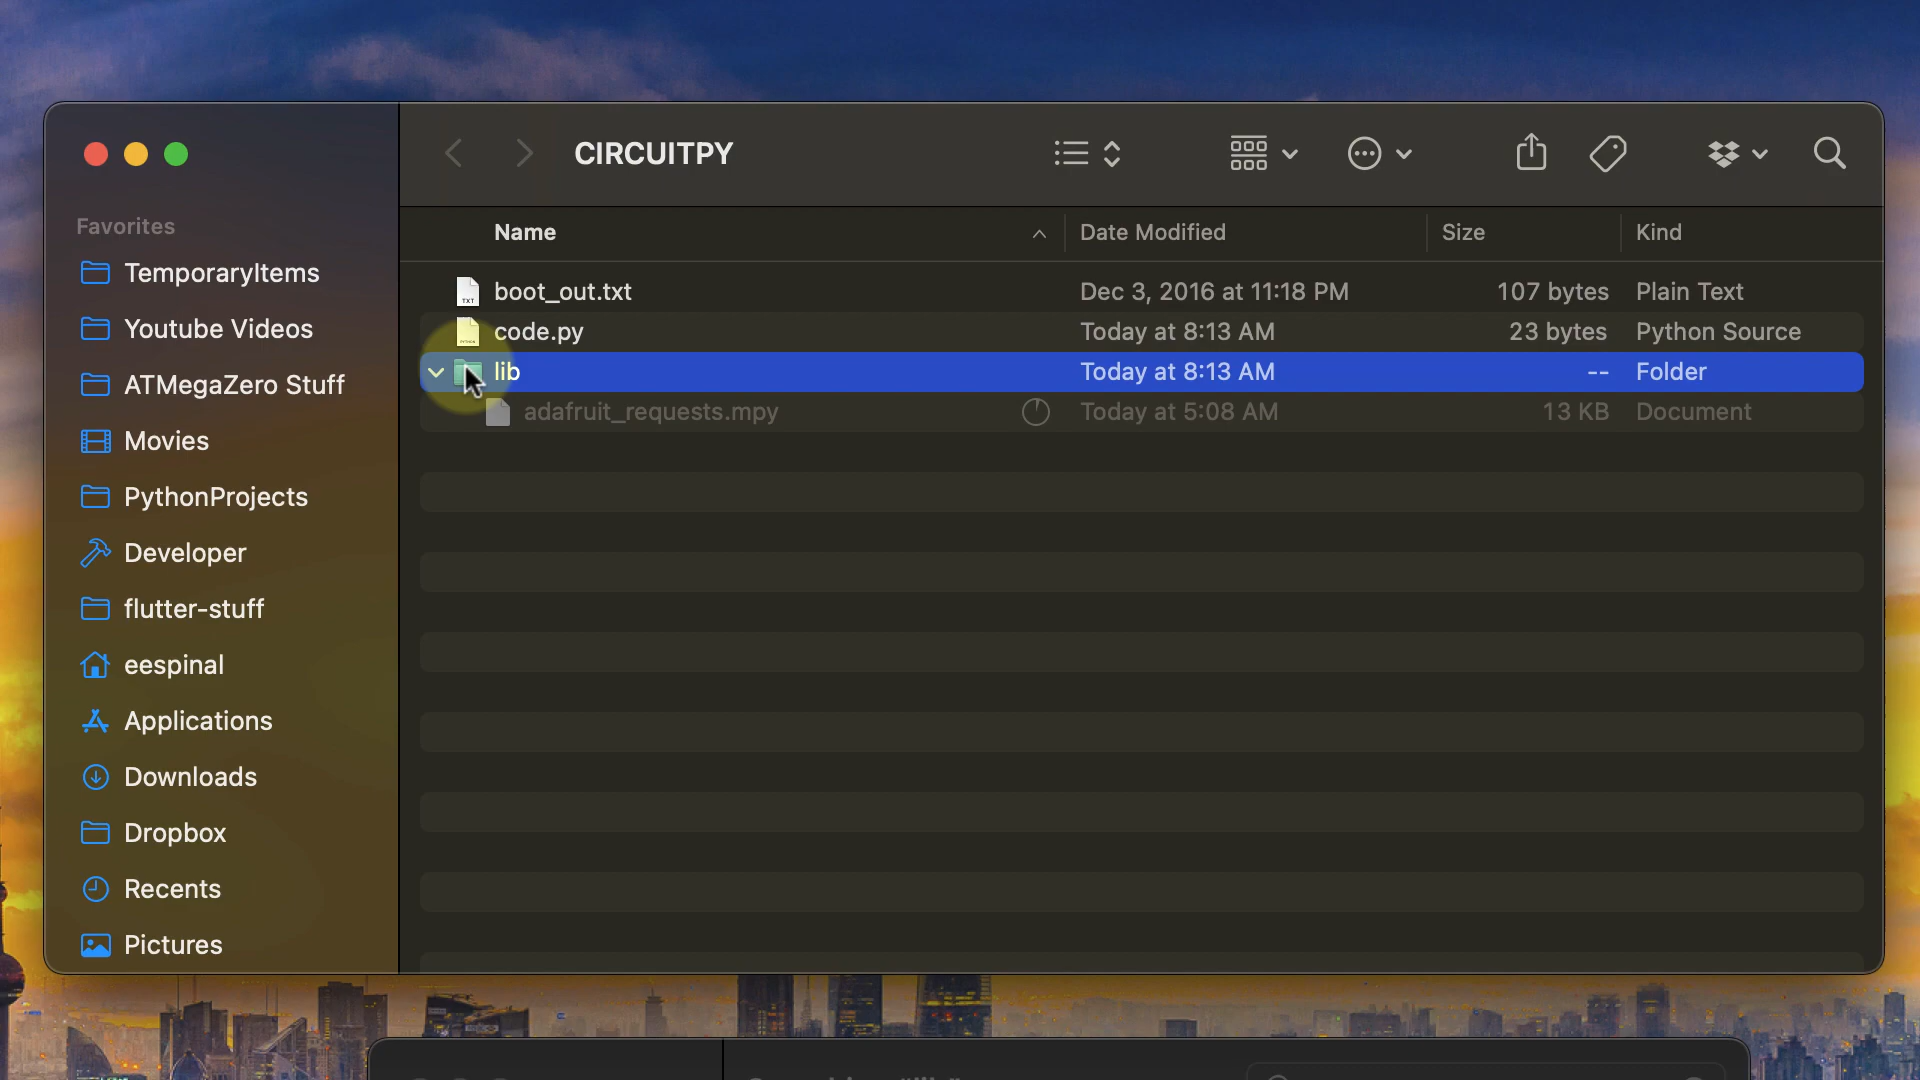 CIRCUITPY
Favorites
TemporaryItems
Youtube Videos
ATMegaZero Stuff
Movies
PythonProjects
Developer
flutter-stuff
eespinal
Applications
Downloads
Dropbox
Recents
Pictures
Name Date Modified Size Kind
boot_out.txt Dec 3, 2016 at 11:18 PM 107 bytes Plain Text
code.py Today at 8:13 AM 23 bytes Python Source
lib Today at 8:13 AM -- Folder
adafruit_requests.mpy Today at 5:08 AM 13 KB Document